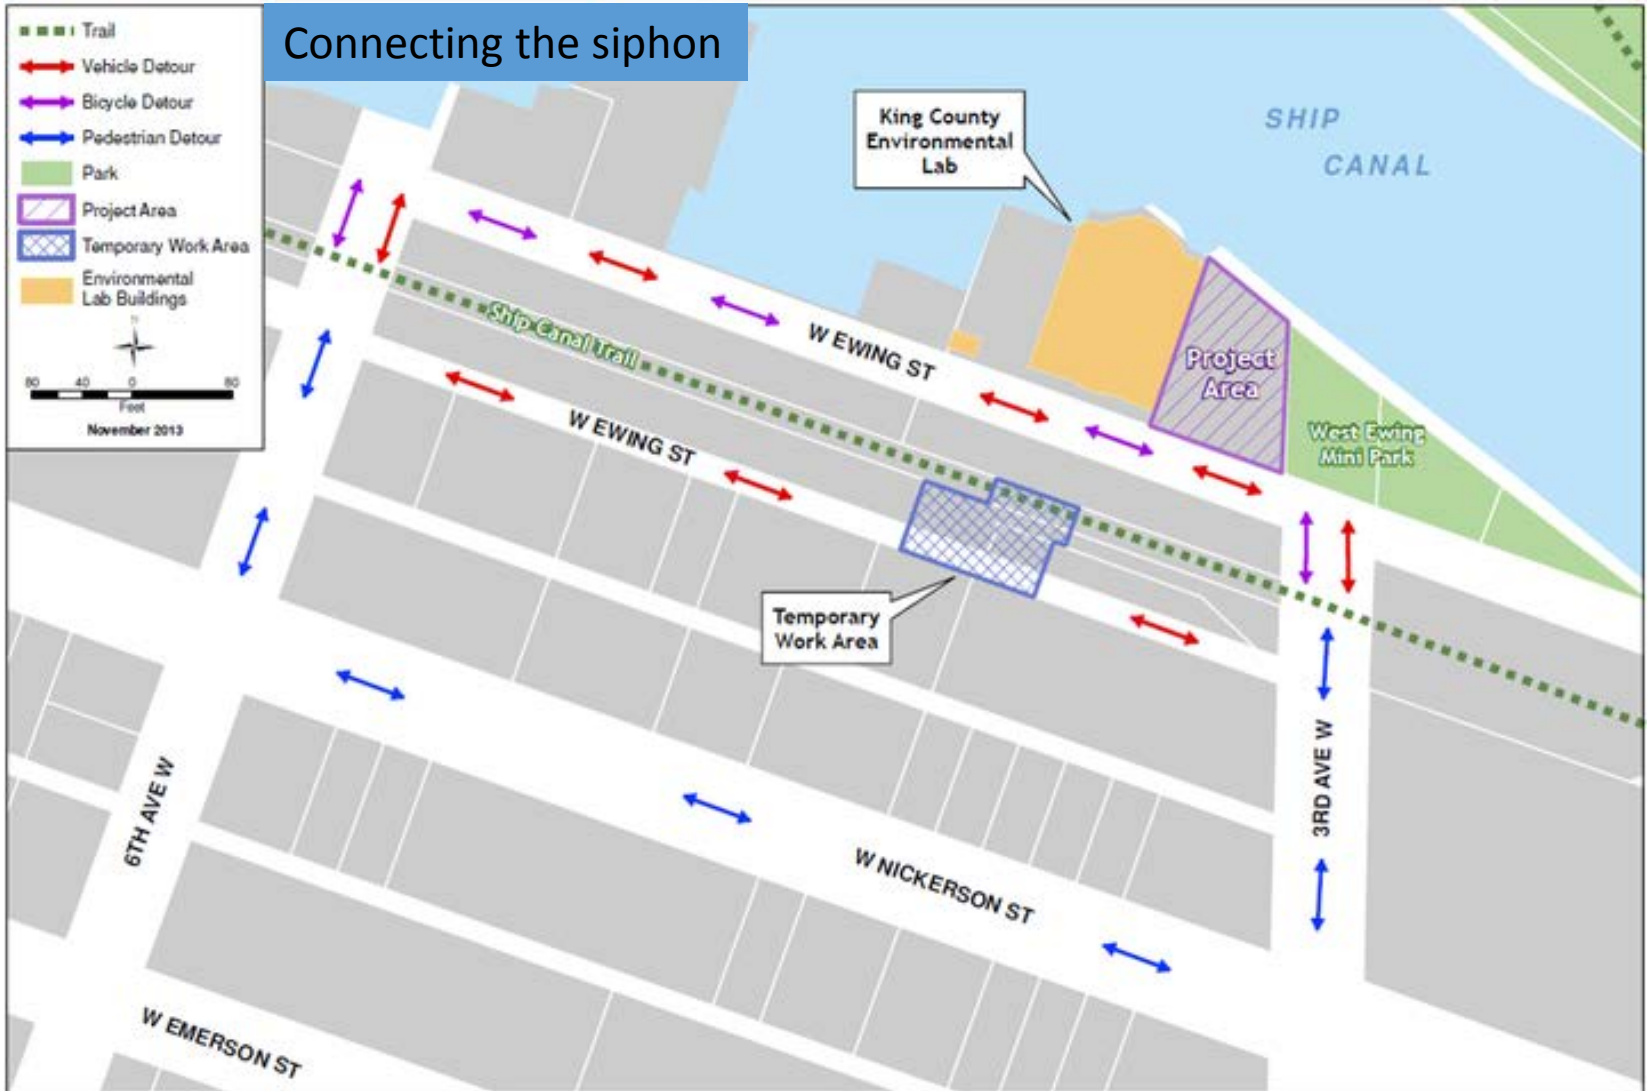 Connecting the siphon
Trail
Vehicle Detour
Bicycle Detour
Pedestrian Detour
Park
Project Area
Temporary Work Area
Environmental
Lab Buildings
N
80 40 0 80
Feet
November 2013
King County
Environmental
Lab
SHIP
CANAL
Ship Canal Trail
W EWING ST
W EWING ST
Project
Area
West Ewing
Mini Park
Temporary
Work Area
6TH AVE W
3RD AVE W
W NICKERSON ST
W EMERSON ST